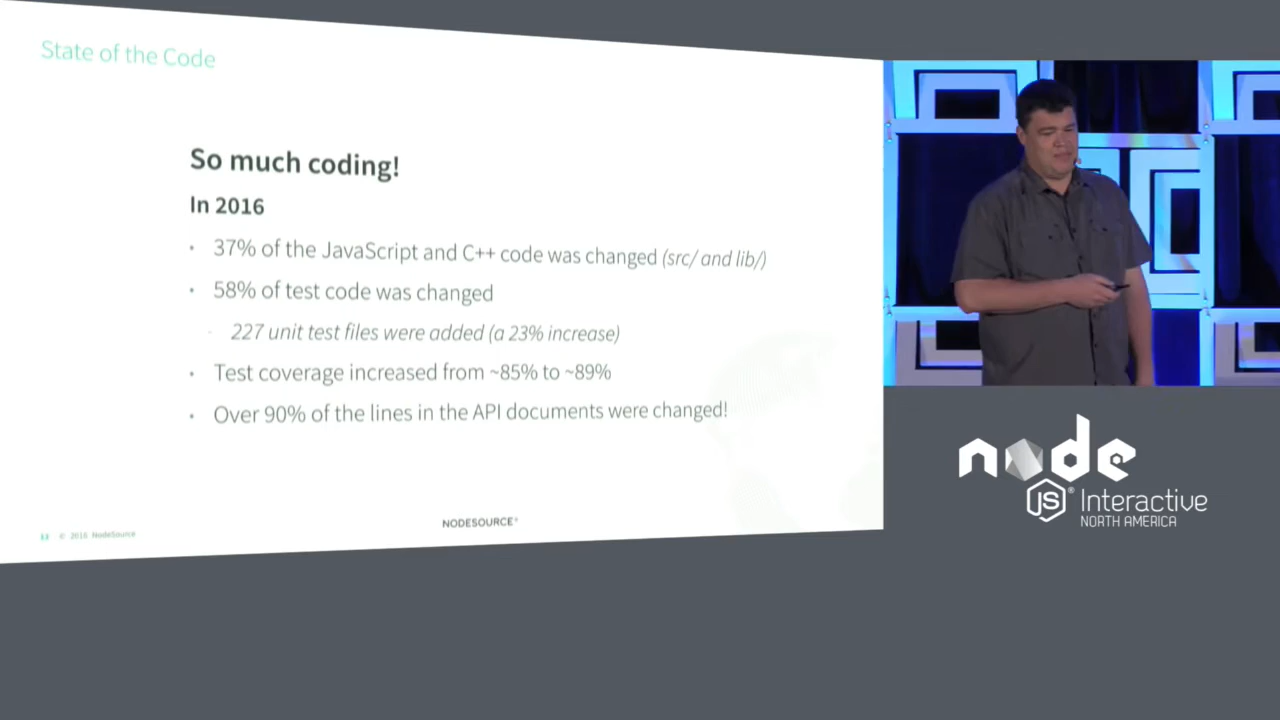 State of the Code
So much coding!
In 2016
• 37% of the JavaScript and C++ code was changed (src/ and lib/)
• 58% of test code was changed
- 227 unit test files were added (a 23% increase)
• Test coverage increased from ~85% to ~89%
• Over 90% of the lines in the API documents were changed!
NODESOURCE®
© 2016 NodeSource
node
JS® Interactive
NORTH AMERICA